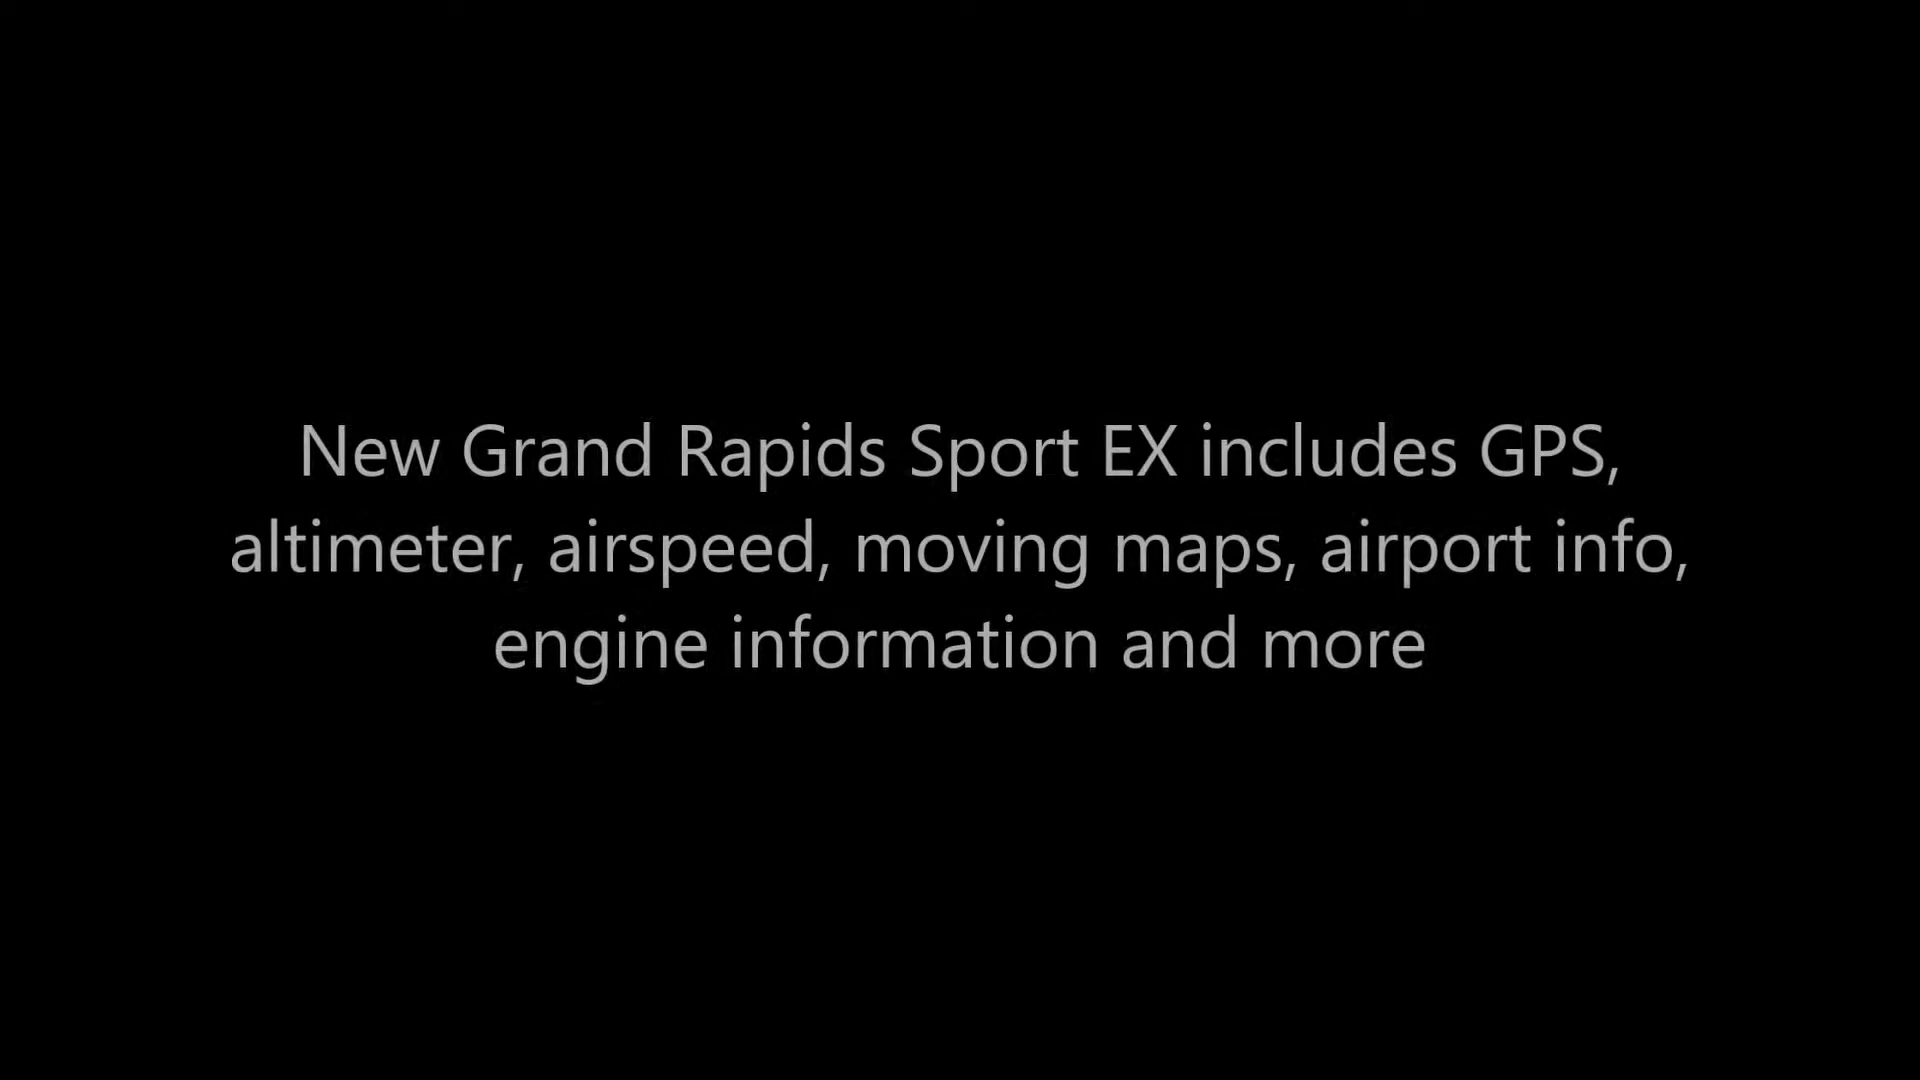 New Grand Rapids Sport EX includes GPS,
altimeter, airspeed, moving maps, airport info,
engine information and more